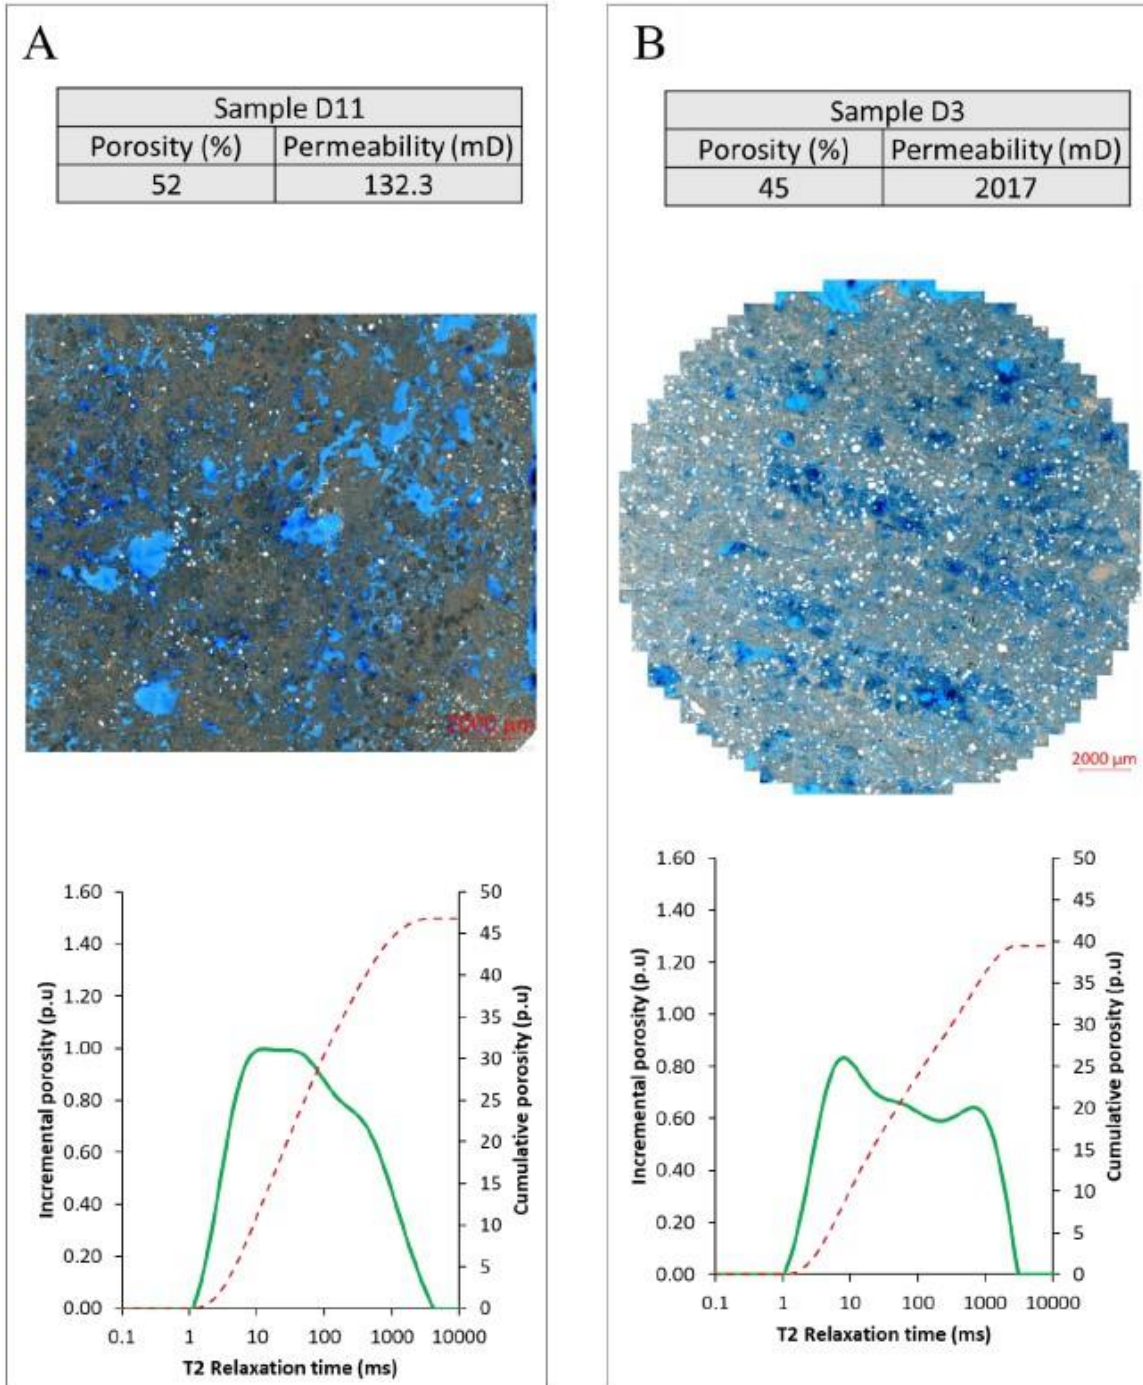 A
Sample D11
Porosity (%) Permeability (mD)
52 132.3
2000 µm
1.60
1.40
1.20
1.00
0.80
0.60
0.40
0.20
0.00
Incremental porosity (p.u)
50
45
40
35
30
25
20
15
10
5
0
Cumulative porosity (p.u)
0.1 1 10 100 1000 10000
T2 Relaxation time (ms)
B
Sample D3
Porosity (%) Permeability (mD)
45 2017
2000 µm
1.60
1.40
1.20
1.00
0.80
0.60
0.40
0.20
0.00
Incremental porosity (p.u)
50
45
40
35
30
25
20
15
10
5
0
Cumulative porosity (p.u)
0.1 1 10 100 1000 10000
T2 Relaxation time (ms)